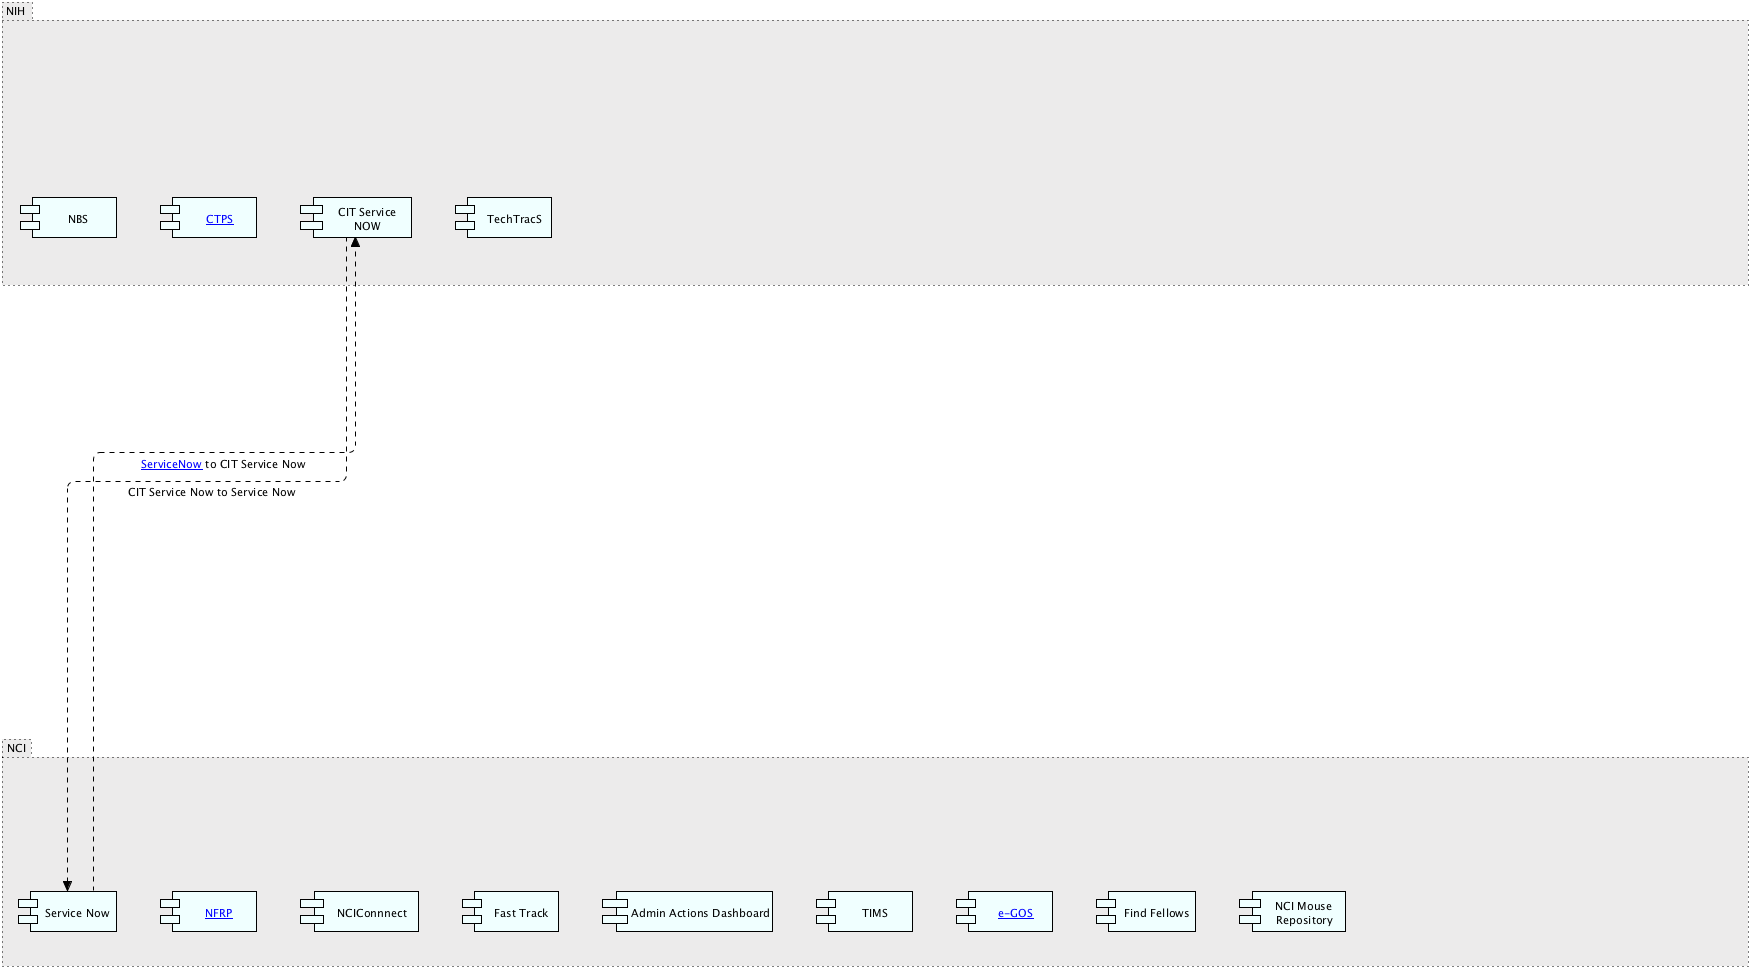 NIH
NBS
CTPS
CIT Service
NOW
TechTracS
ServiceNow to CIT Service Now
CIT Service Now to Service Now
NCI
Service Now
NFRP
NCIConnnect
Fast Track
Admin Actions Dashboard
TIMS
e-GOS
Find Fellows
NCI Mouse
Repository